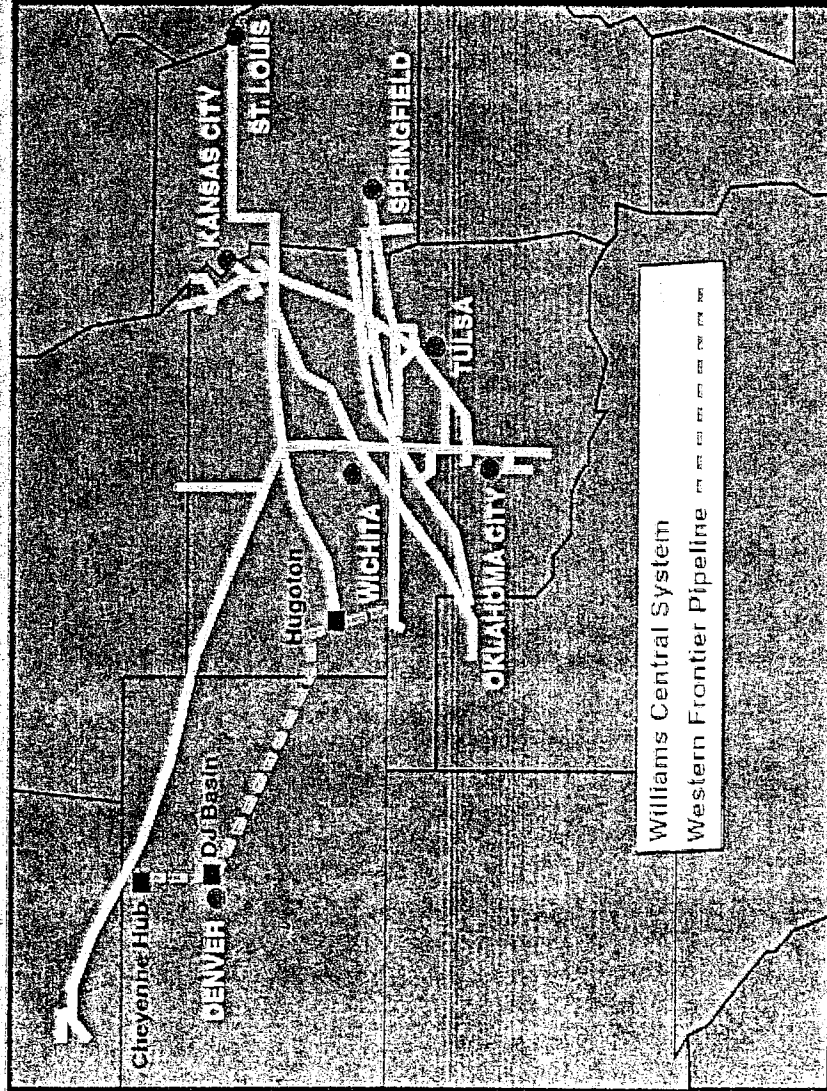 Cheyenne Hub
DENVER
DJ Basin
Hugoton
WICHITA
KANSAS CITY
ST. LOUIS
SPRINGFIELD
TULSA
OKLAHOMA CITY
Williams Central System
Western Frontier Pipeline